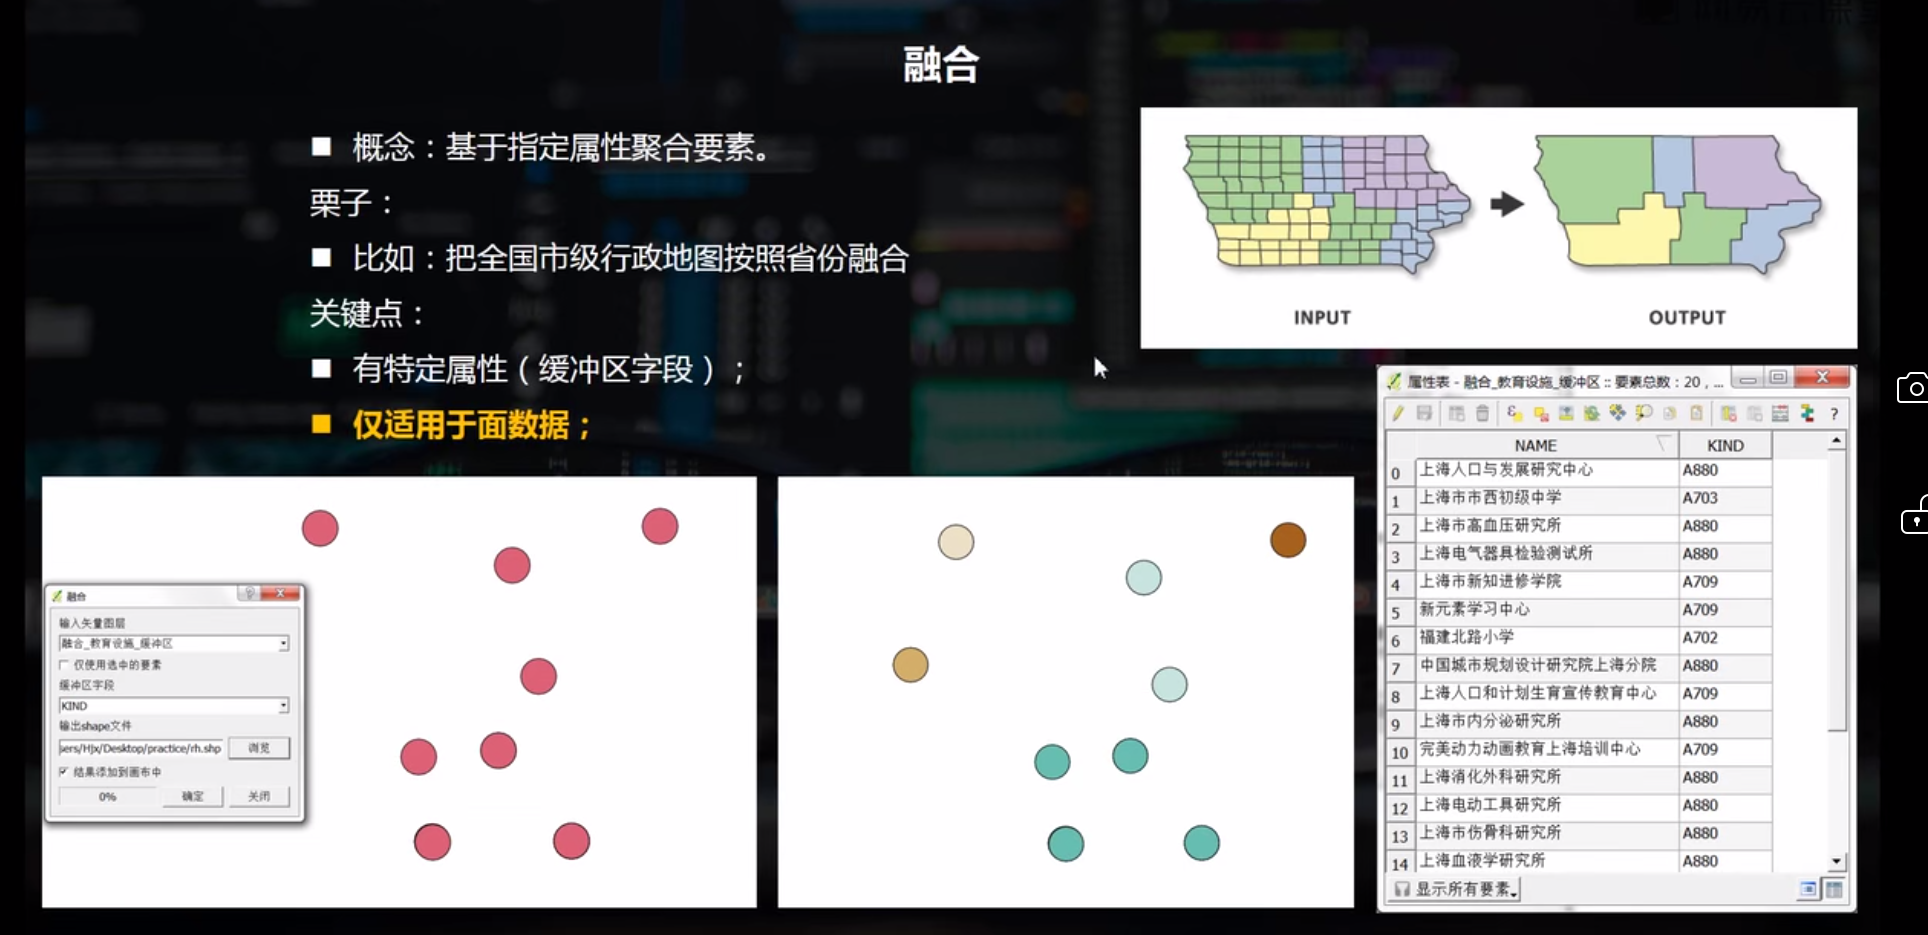 融合
■ 概念：基于指定属性聚合要素。
栗子：
■ 比如：把全国市级行政地图按照省份融合
关键点：
■ 有特定属性（缓冲区字段）；
■ 仅适用于面数据；
INPUT
OUTPUT
融合
输入矢量图层
融合_教育设施_缓冲区
仅使用选中的要素
缓冲区字段
KIND
输出shape文件
sers/Hjx/Desktop/practice/rh.shp 浏览
结果添加到画布中
0% 确定 关闭
属性表 - 融合_教育设施_缓冲区 :: 要素总数：20，...
NAME KIND
0 上海人口与发展研究中心 A880
1 上海市市西初级中学 A703
2 上海市高血压研究所 A880
3 上海电气器具检验测试所 A880
4 上海市新知进修学院 A709
5 新元素学习中心 A709
6 福建北路小学 A702
7 中国城市规划设计研究院上海分院 A880
8 上海人口和计划生育宣传教育中心 A709
9 上海市内分泌研究所 A880
10 完美动力动画教育上海培训中心 A709
11 上海消化外科研究所 A880
12 上海电动工具研究所 A880
13 上海市伤骨科研究所 A880
14 上海血液学研究所 A880
显示所有要素